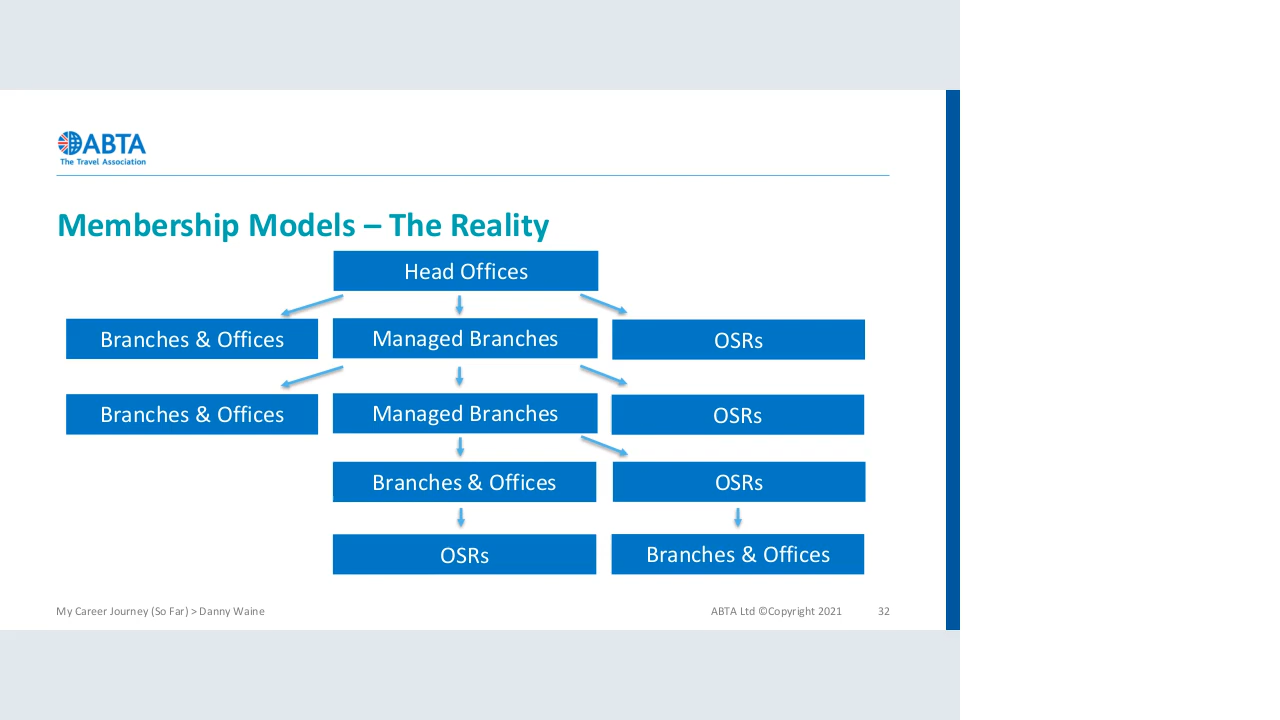 ABTA
The Travel Association
Membership Models – The Reality
Head Offices
Branches & Offices
Managed Branches
OSRs
Branches & Offices
Managed Branches
OSRs
Branches & Offices
OSRs
OSRs
Branches & Offices
My Career Journey (So Far) > Danny Waine
ABTA Ltd ©Copyright 2021
32